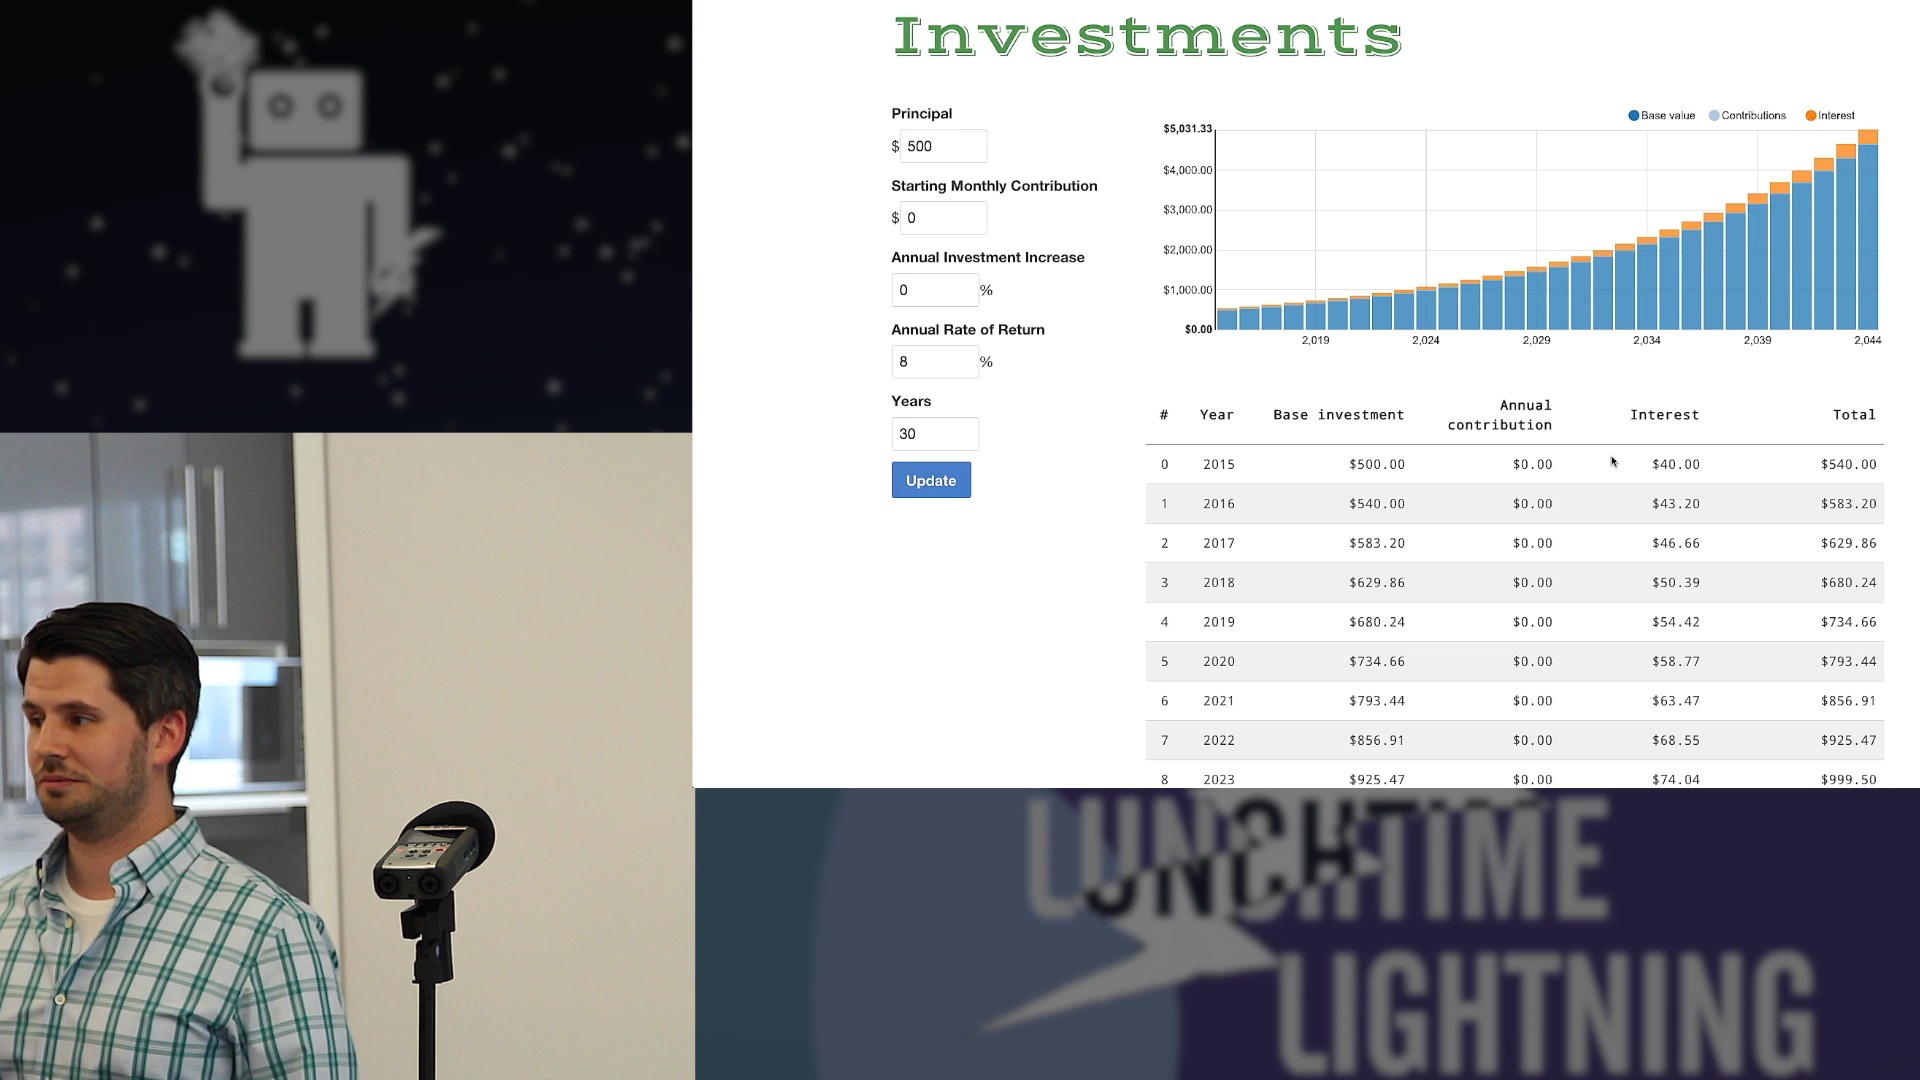 Investments
Principal
$ 500
Starting Monthly Contribution
$ 0
Annual Investment Increase
0 %
Annual Rate of Return
8 %
Years
30
Update
Base value Contributions Interest
$5,031.33
$4,000.00
$3,000.00
$2,000.00
$1,000.00
$0.00
2,019 2,024 2,029 2,034 2,039 2,044
# Year Base investment Annual contribution Interest Total
0 2015 $500.00 $0.00 $40.00 $540.00
1 2016 $540.00 $0.00 $43.20 $583.20
2 2017 $583.20 $0.00 $46.66 $629.86
3 2018 $629.86 $0.00 $50.39 $680.24
4 2019 $680.24 $0.00 $54.42 $734.66
5 2020 $734.66 $0.00 $58.77 $793.44
6 2021 $793.44 $0.00 $63.47 $856.91
7 2022 $856.91 $0.00 $68.55 $925.47
8 2023 $925.47 $0.00 $74.04 $999.50
LUNCHTIME
LIGHTNING